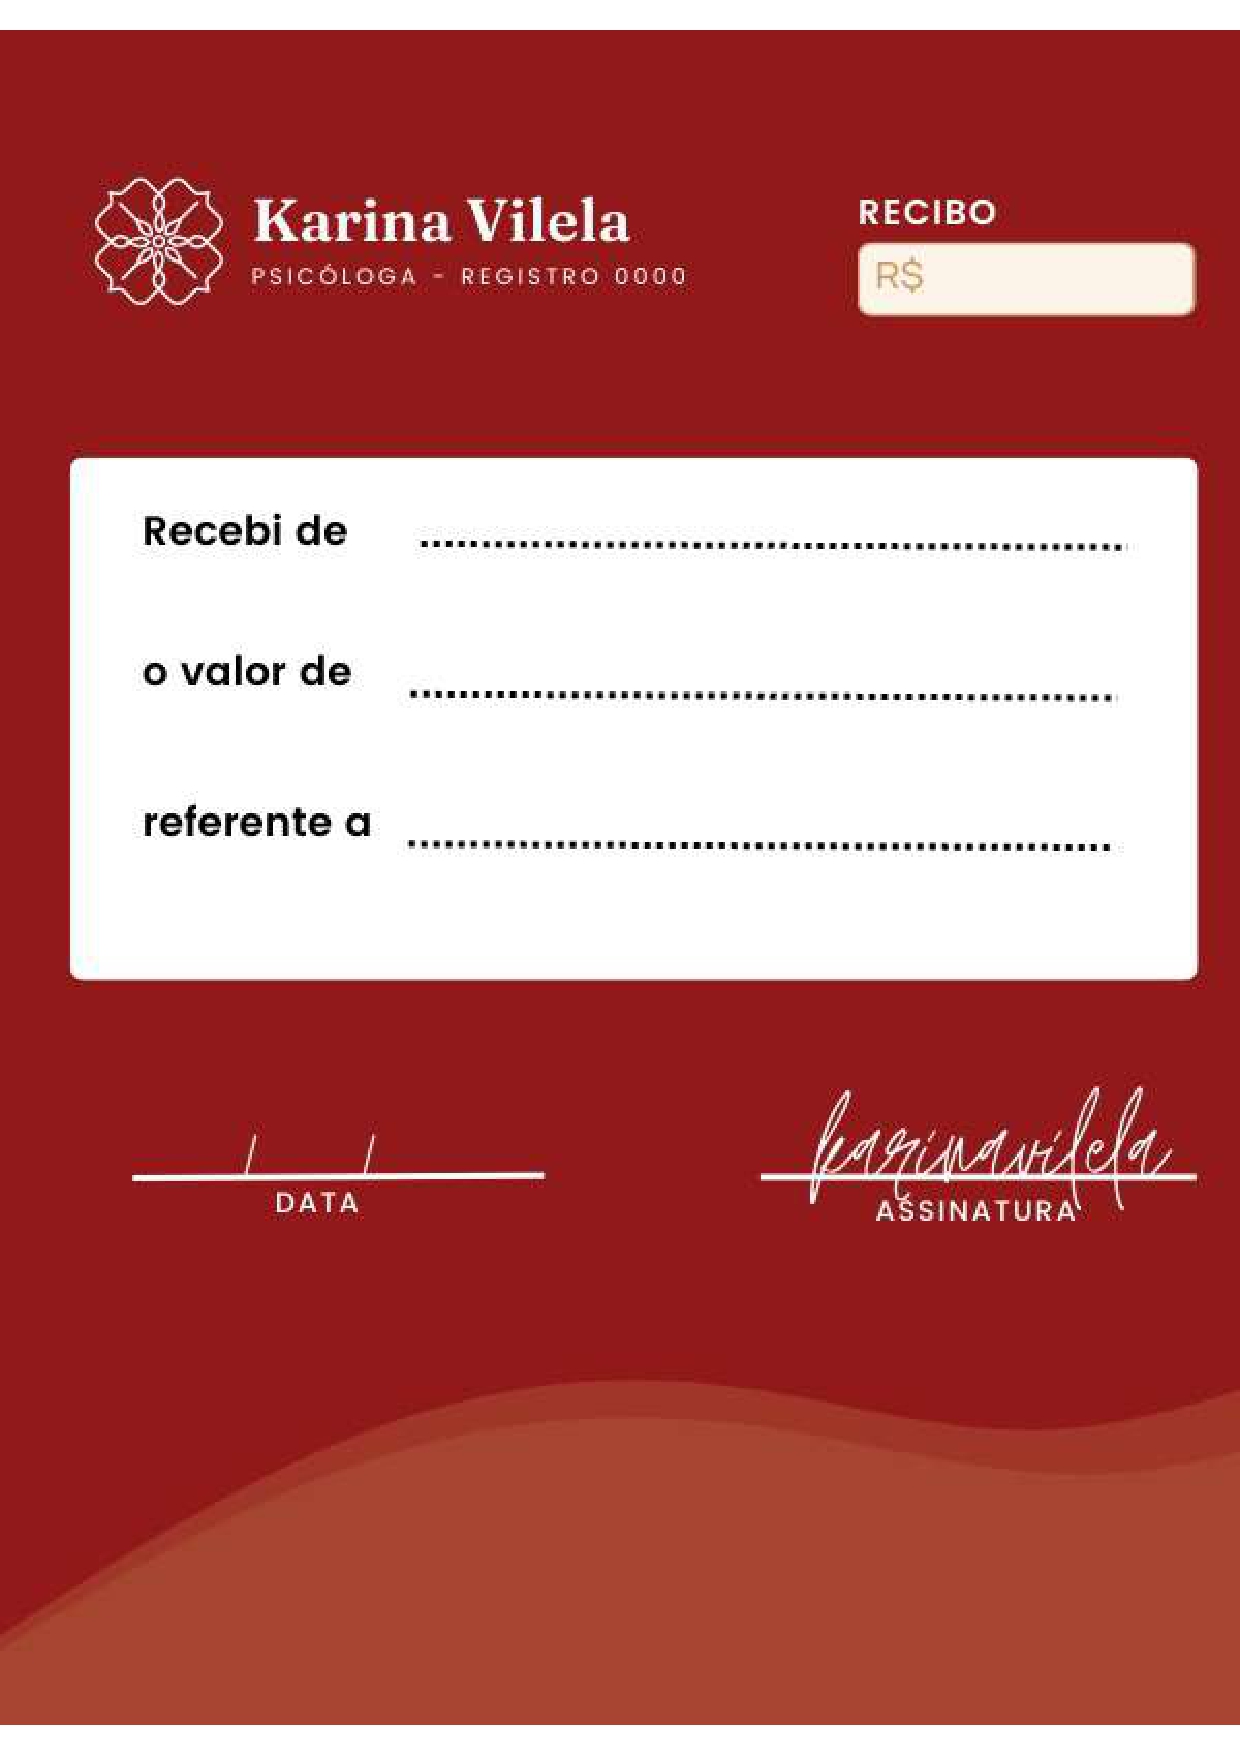 Karina Vilela
PSICÓLOGA - REGISTRO 0000
RECIBO
R$
Recebi de
o valor de
referente a
/ /
DATA
karinavilela
ASSINATURA